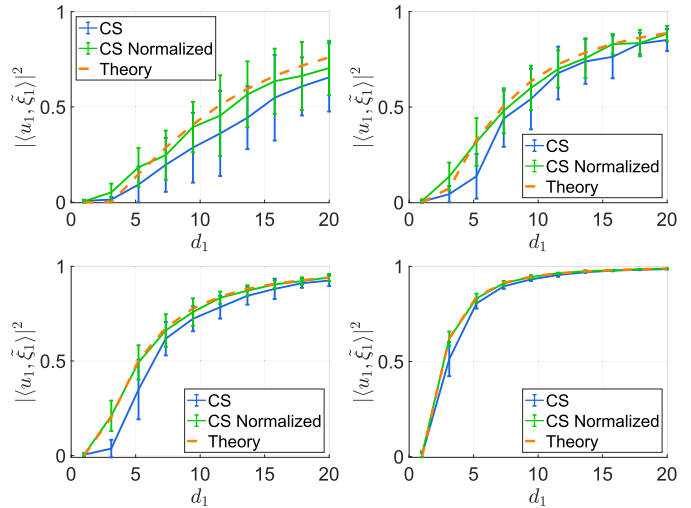 1
0.5
0
|⟨u₁, ξ̃₁⟩|²
CS
CS Normalized
Theory
0 5 10 15 20
d₁
1
0.5
0
|⟨u₁, ξ̃₁⟩|²
CS
CS Normalized
Theory
0 5 10 15 20
d₁
1
0.5
0
|⟨u₁, ξ̃₁⟩|²
CS
CS Normalized
Theory
0 5 10 15 20
d₁
1
0.5
0
|⟨u₁, ξ̃₁⟩|²
CS
CS Normalized
Theory
0 5 10 15 20
d₁